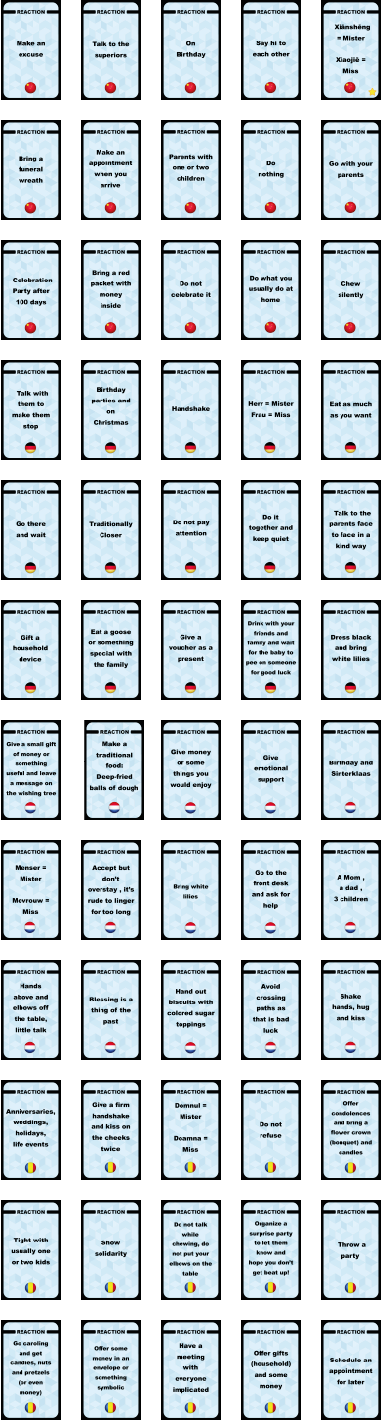 REACTION
Make an
excuse
REACTION
Talk to the
superiors
REACTION
On
Birthday
REACTION
Say hi to
each other
REACTION
Xiānshēng
= Mister
Xiaojiě =
Miss
REACTION
Bring a
funeral
wreath
REACTION
Make an
appointment
when you
arrive
REACTION
Parents with
one or two
children
REACTION
Do
nothing
REACTION
Go with your
parents
REACTION
Celebration
Party after
100 days
REACTION
Bring a red
packet with
money
inside
REACTION
Do not
celebrate it
REACTION
Do what you
usually do at
home
REACTION
Chew
silently
REACTION
Talk with
them to
make them
stop
REACTION
Birthday
parties and
on
Christmas
REACTION
Handshake
REACTION
Herr = Mister
Frau = Miss
REACTION
Eat as much
as you want
REACTION
Go there
and wait
REACTION
Traditionally
Closer
REACTION
Do not pay
attention
REACTION
Do it
together and
keep quiet
REACTION
Talk to the
parents face
to face in a
kind way
REACTION
Gift a
household
device
REACTION
Eat a goose
or something
special with
the family
REACTION
Give a
voucher as a
present
REACTION
Drink with your
friends and
family and wait
for the baby to
pee on someone
for good luck
REACTION
Dress black
and bring
white lilies
REACTION
Give a small gift
of money or
something
useful and leave
a message on
the wishing tree
REACTION
Make a
traditional
food:
Deep-fried
balls of dough
REACTION
Give money
or some
things you
would enjoy
REACTION
Give
emotional
support
REACTION
Birthday and
Sinterklaas
REACTION
Menser =
Mister
Mevrouw =
Miss
REACTION
Accept but
don't
overstay , it's
rude to linger
for too long
REACTION
Bring white
lilies
REACTION
Go to the
front desk
and ask for
help
REACTION
A Mom ,
a dad ,
3 children
REACTION
Hands
above and
elbows off
the table,
little talk
REACTION
Blessing is a
thing of the
past
REACTION
Hand out
biscuits with
colored sugar
toppings
REACTION
Avoid
crossing
paths as
that is bad
luck
REACTION
Shake
hands, hug
and kiss
REACTION
Anniversaries,
weddings,
holidays,
life events
REACTION
Give a firm
handshake
and kiss on
the cheeks
twice
REACTION
Domnul =
Mister
Doamna =
Miss
REACTION
Do not
refuse
REACTION
Offer
condolences
and bring a
flower crown
(bosquet) and
candles
REACTION
Tight with
usually one
or two kids
REACTION
Show
solidarity
REACTION
Do not talk
while
chewing, do
not put your
elbows on the
table
REACTION
Organize a
surprise party
to let them
know and
hope you don't
get beat up!
REACTION
Throw a
party
REACTION
Go caroling
and get
candies, nuts
and pretzels
(or even
money)
REACTION
Offer some
money in an
envelope or
something
symbolic
REACTION
Have a
meeting
with
everyone
implicated
REACTION
Offer gifts
(household)
and some
money
REACTION
Schedule an
appointment
for later